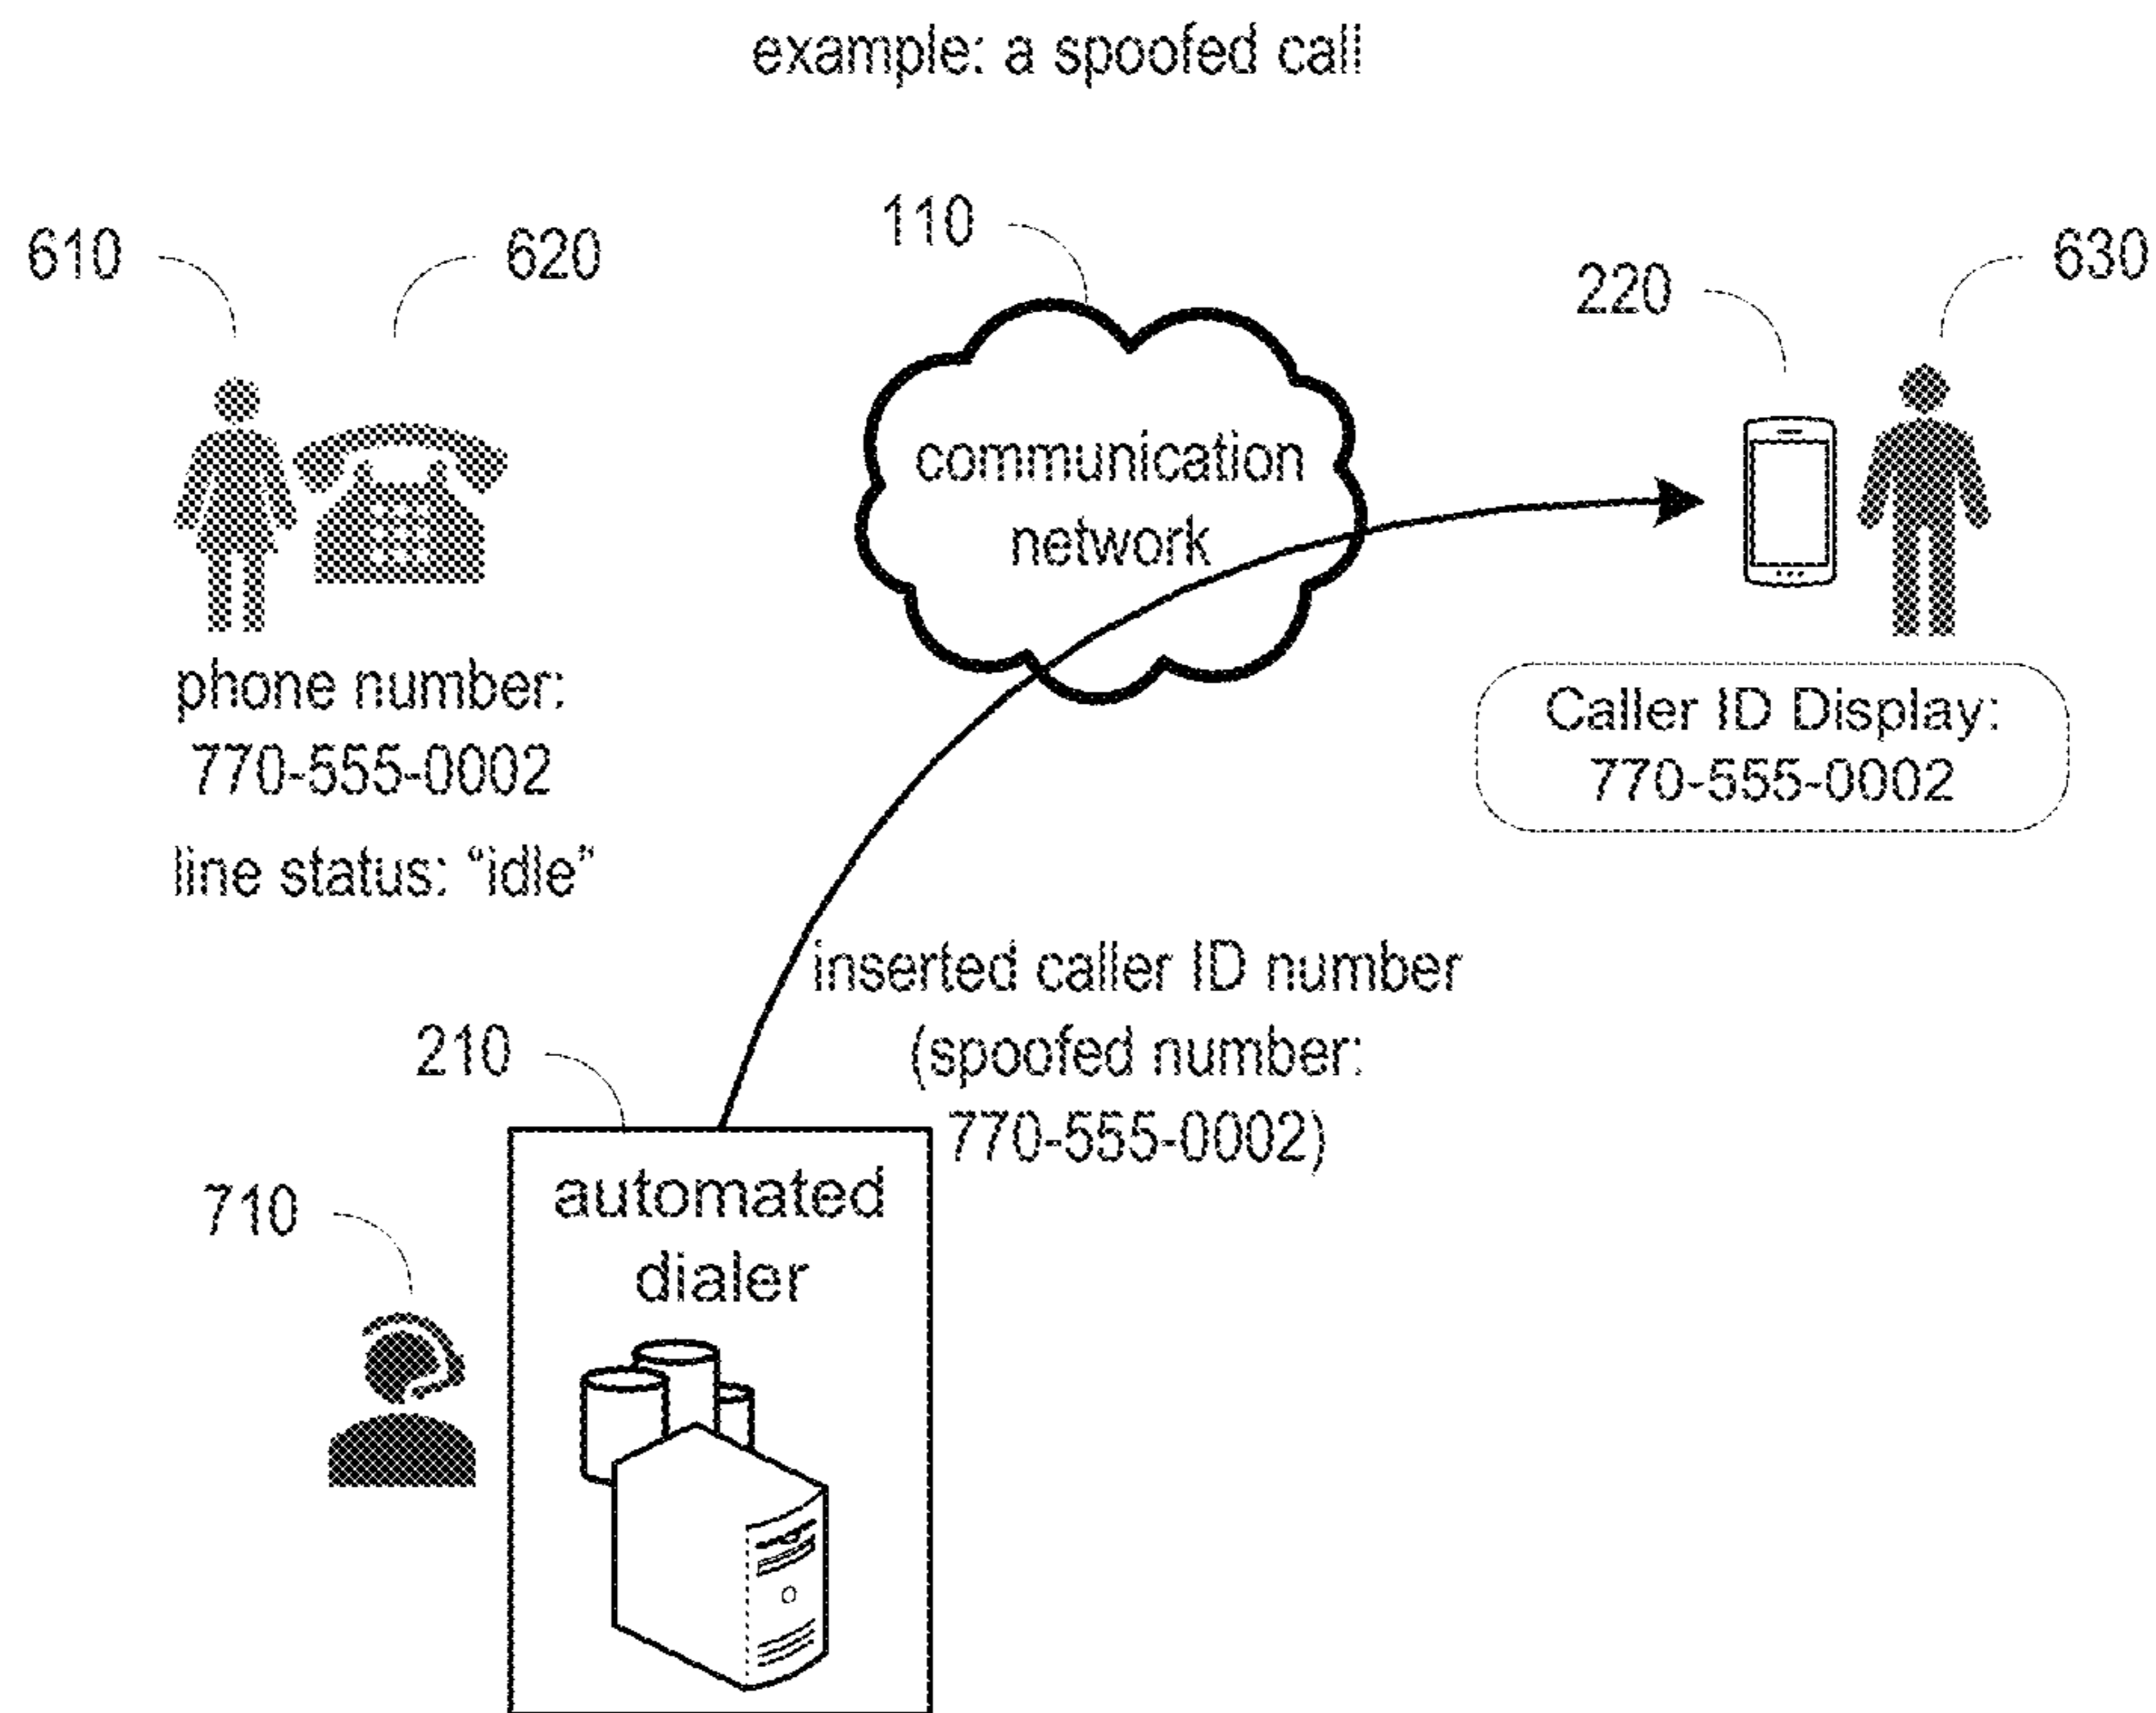 example: a spoofed call
110
610
620
220
630
communication
network
phone number:
770-555-0002
line status: “idle”
Caller ID Display:
770-555-0002
inserted caller ID number
(spoofed number:
770-555-0002)
210
automated
dialer
710